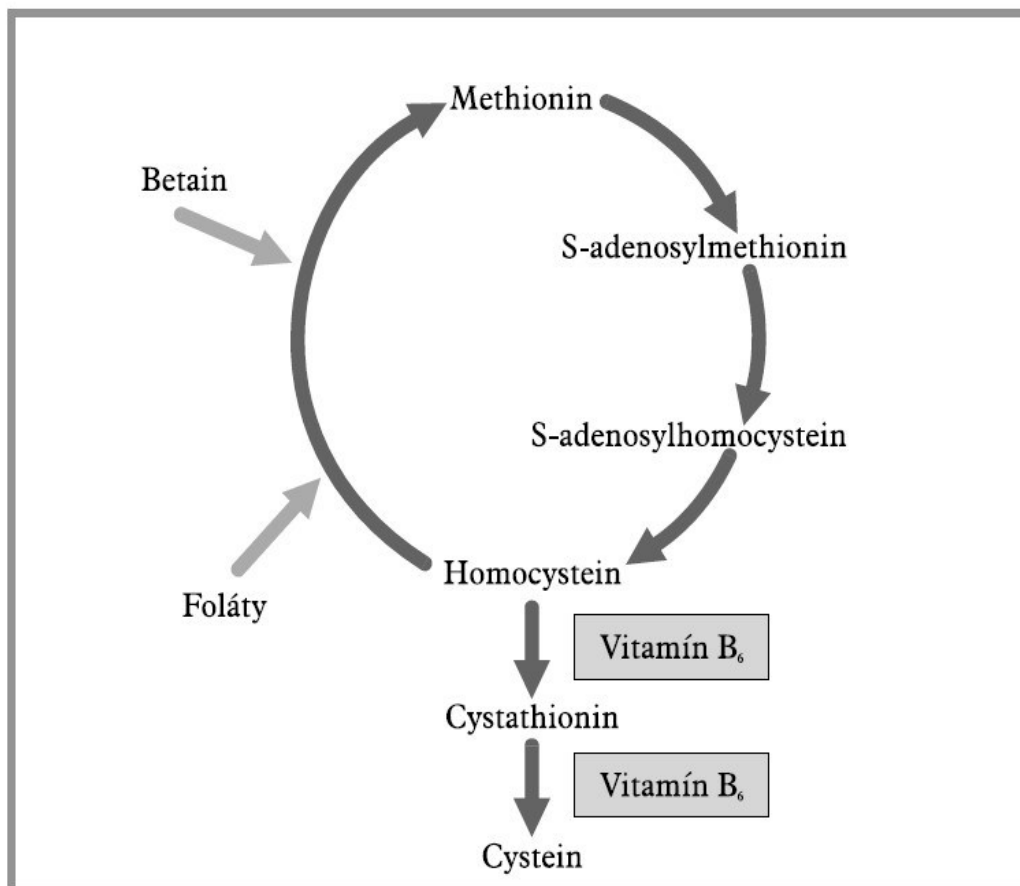 Methionin
Betain
S-adenosylmethionin
S-adenosylhomocystein
Homocystein
Foláty
Vitamín B₆
Cystathionin
Vitamín B₆
Cystein